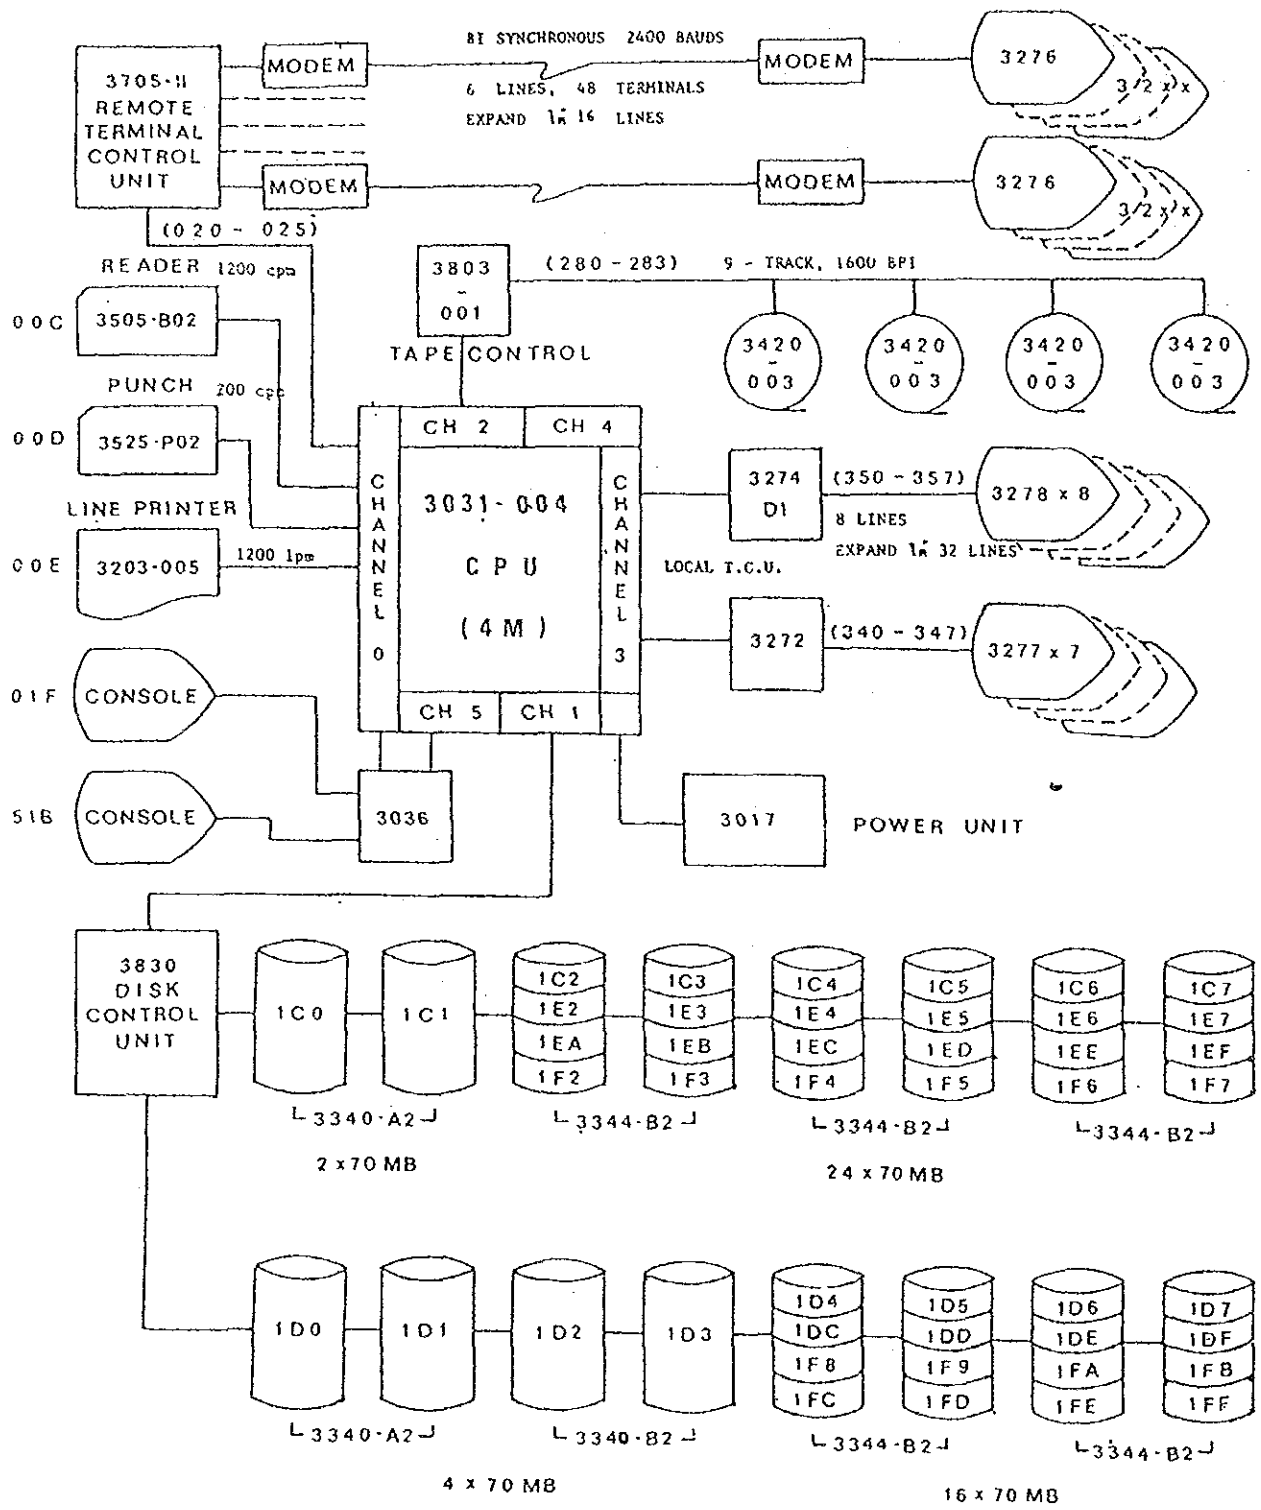 BI SYNCHRONOUS 2400 BAUDS
3705-II
REMOTE
TERMINAL
CONTROL
UNIT
MODEM
MODEM
3276
3/2 x x
6 LINES, 48 TERMINALS
EXPAND 16 LINES
MODEM
MODEM
3276
3/2 x x
(020 - 025)
READER 1200 cpm
00C
3505-B02
3803
-
001
TAPE CONTROL
(280 - 283)
9 - TRACK, 1600 BPI
3420
-
003
3420
-
003
3420
-
003
3420
-
003
PUNCH 200 cpm
00D
3525-P02
LINE PRINTER
00E
3203-005
1200 lpm
CH 2
CH 4
CHANNEL 0
3031-004
CPU
(4M)
CHANNEL 3
CH 5
CH 1
3274
D1
(350 - 357)
3278 x 8
8 LINES
EXPAND 32 LINES
LOCAL T.C.U.
3272
(340 - 347)
3277 x 7
01F
CONSOLE
51B
CONSOLE
3036
3017
POWER UNIT
3830
DISK
CONTROL
UNIT
1C0
1C1
1C2
1E2
1EA
1F2
1C3
1E3
1EB
1F3
1C4
1E4
1EC
1F4
1C5
1E5
1ED
1F5
1C6
1E6
1EE
1F6
1C7
1E7
1EF
1F7
3340-A2
3344-B2
3344-B2
3344-B2
2 x 70 MB
24 x 70 MB
1D0
1D1
1D2
1D3
1D4
1DC
1F8
1FC
1D5
1DD
1F9
1FD
1D6
1DE
1FA
1FE
1D7
1DF
1FB
1FF
3340-A2
3340-B2
3344-B2
3344-B2
4 x 70 MB
16 x 70 MB